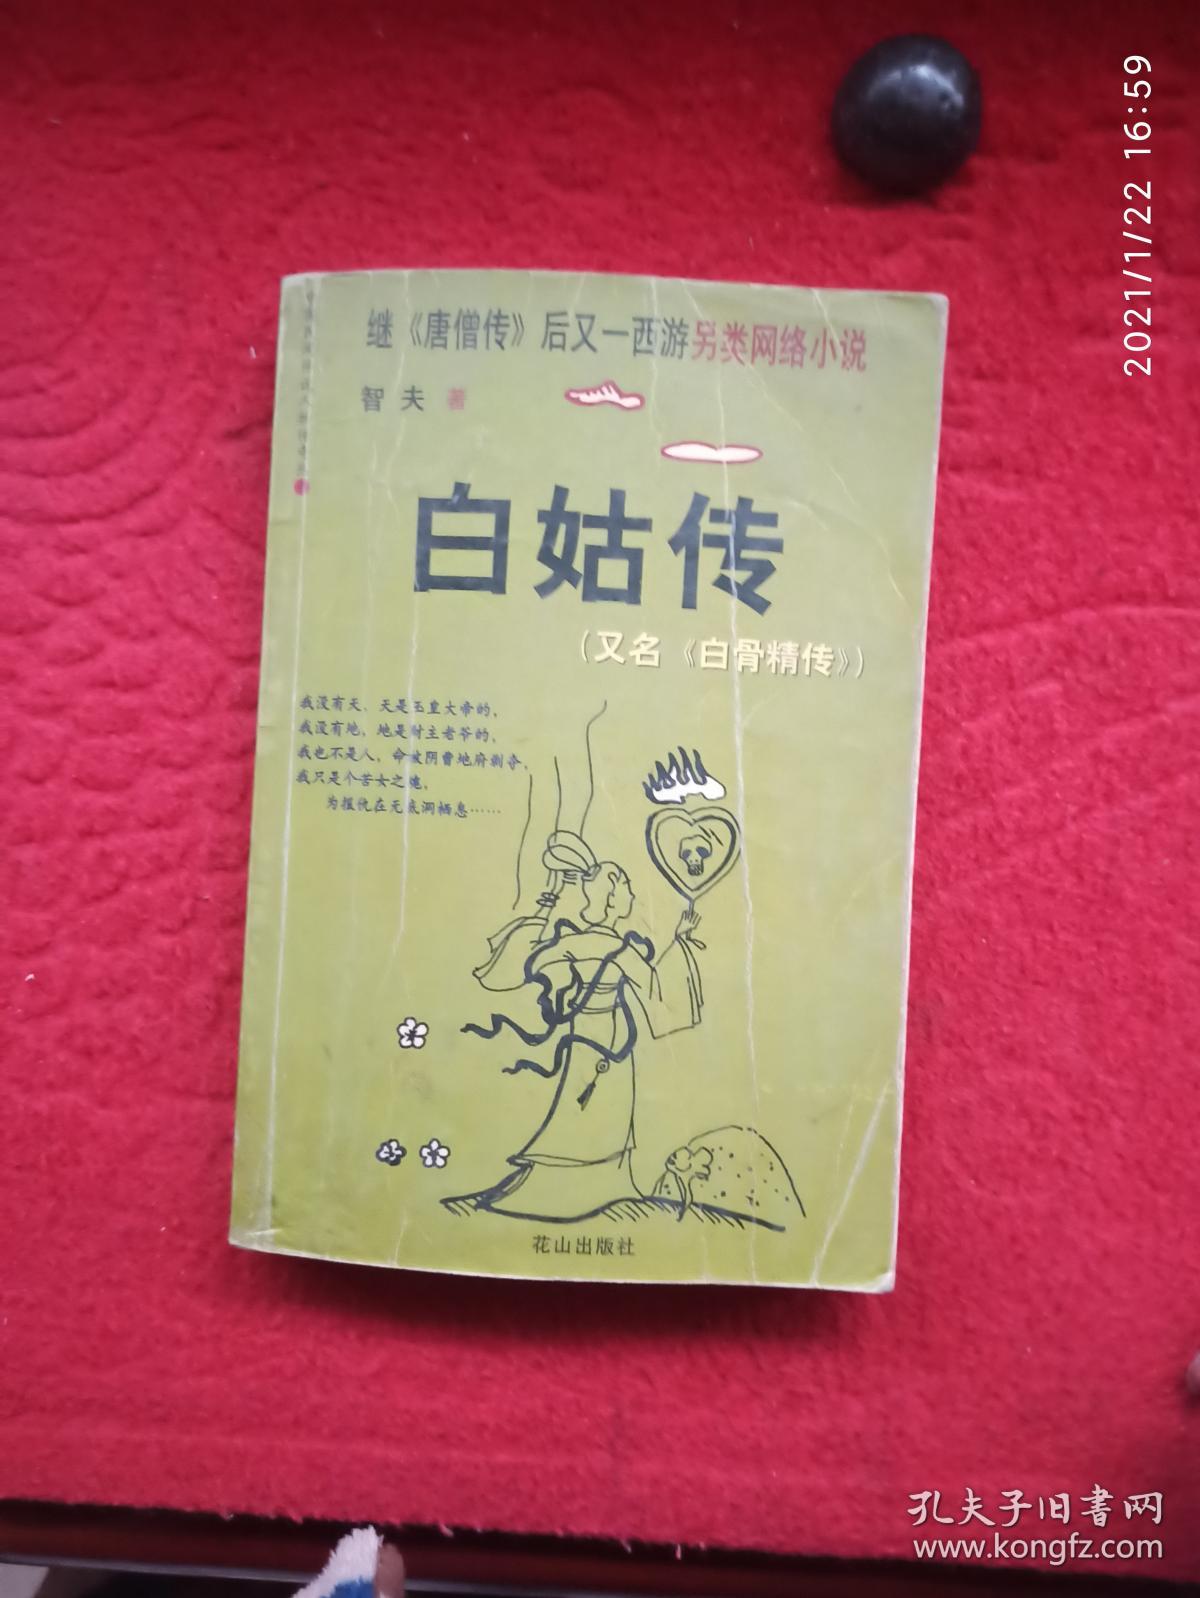 继《唐僧传》后又一西游另类网络小说
智夫 著
白姑传
(又名《白骨精传》)
我没有天，天是玉皇大帝的，
我没有地，地是财主老爷的，
我也不是人，命被阴曹地府剥夺，
我只是个苦女之魂，
为报仇在无底洞栖息……
花山出版社
2021/1/22 16:59
孔夫子旧書网
www.kongfz.com